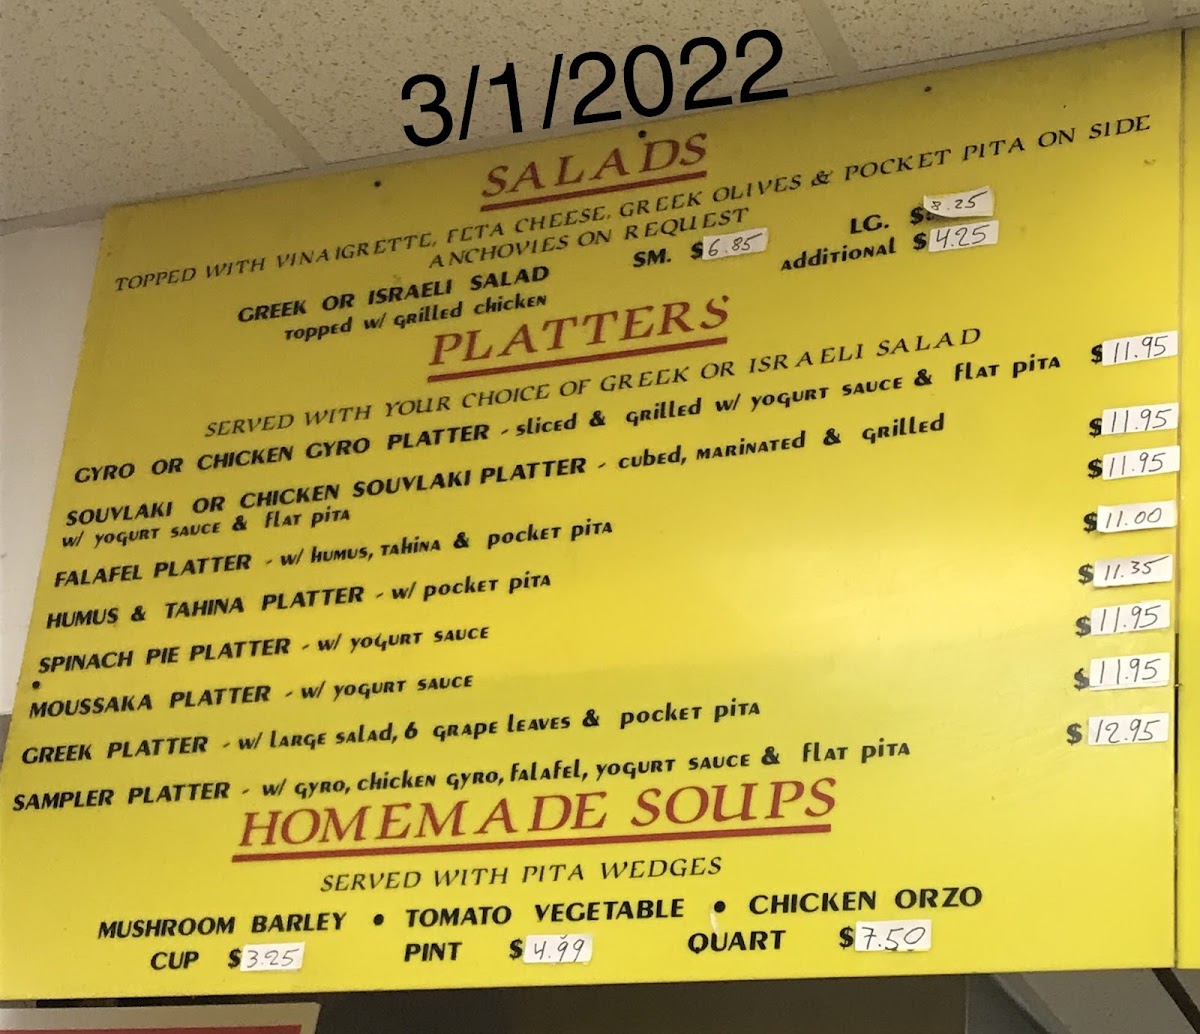 3/1/2022
SALADS
TOPPED WITH VINAIGRETTE, FETA CHEESE, GREEK OLIVES & POCKET PITA ON SIDE
ANCHOVIES ON REQUEST
GREEK OR ISRAELI SALAD SM. $6.85 LG. $8.25
TOPPED W/ GRILLED CHICKEN ADDITIONAL $4.25
PLATTERS
SERVED WITH YOUR CHOICE OF GREEK OR ISRAELI SALAD
GYRO OR CHICKEN GYRO PLATTER - SLICED & GRILLED W/ YOGURT SAUCE & FLAT PITA $11.95
SOUVLAKI OR CHICKEN SOUVLAKI PLATTER - CUBED, MARINATED & GRILLED $11.95
W/ YOGURT SAUCE & FLAT PITA
FALAFEL PLATTER - W/ HUMUS, TAHINA & POCKET PITA $11.95
HUMUS & TAHINA PLATTER - W/ POCKET PITA $11.00
SPINACH PIE PLATTER - W/ YOGURT SAUCE $11.35
MOUSSAKA PLATTER - W/ YOGURT SAUCE $11.95
GREEK PLATTER - W/ LARGE SALAD, 6 GRAPE LEAVES & POCKET PITA $11.95
SAMPLER PLATTER - W/ GYRO, CHICKEN GYRO, FALAFEL, YOGURT SAUCE & FLAT PITA $12.95
HOMEMADE SOUPS
SERVED WITH PITA WEDGES
MUSHROOM BARLEY • TOMATO VEGETABLE • CHICKEN ORZO
CUP $3.25 PINT $4.99 QUART $7.50